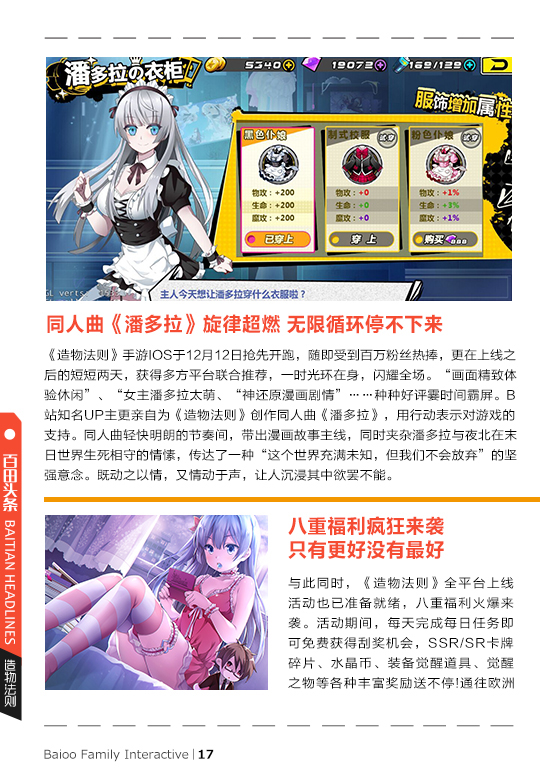 潘多拉の衣柜
5340
19072
169/129
服饰增加属性
黑色仆娘
物攻：+200
生命：+200
魔攻：+200
已穿上
制式校服
试穿
物攻：+0
生命：+0
魔攻：+0
穿 上
粉色仆娘
试穿
物攻：+1%
生命：+3%
魔攻：+1%
购买
GL verts
主人今天想让潘多拉穿什么衣服啦？
同人曲《潘多拉》旋律超燃 无限循环停不下来
《造物法则》手游IOS于12月12日抢先开跑，随即受到百万粉丝热捧，更在上线之
后的短短两天，获得多方平台联合推荐，一时光环在身，闪耀全场。“画面精致体
验休闲”、“女主潘多拉太萌、“神还原漫画剧情”……种种好评霎时间霸屏。B
站知名UP主更亲自为《造物法则》创作同人曲《潘多拉》，用行动表示对游戏的
支持。同人曲轻快明朗的节奏间，带出漫画故事主线，同时夹杂潘多拉与夜北在末
日世界生死相守的情愫，传达了一种“这个世界充满未知，但我们不会放弃”的坚
强意念。既动之以情，又情动于声，让人沉浸其中欲罢不能。
八重福利疯狂来袭
只有更好没有最好
与此同时，《造物法则》全平台上线
活动也已准备就绪，八重福利火爆来
袭。活动期间，每天完成每日任务即
可免费获得刮奖机会，SSR/SR卡牌
碎片、水晶币、装备觉醒道具、觉醒
之物等各种丰富奖励送不停!通往欧洲
百田头条 BAITIAN HEADLINES
造物法则
Baioo Family Interactive | 17